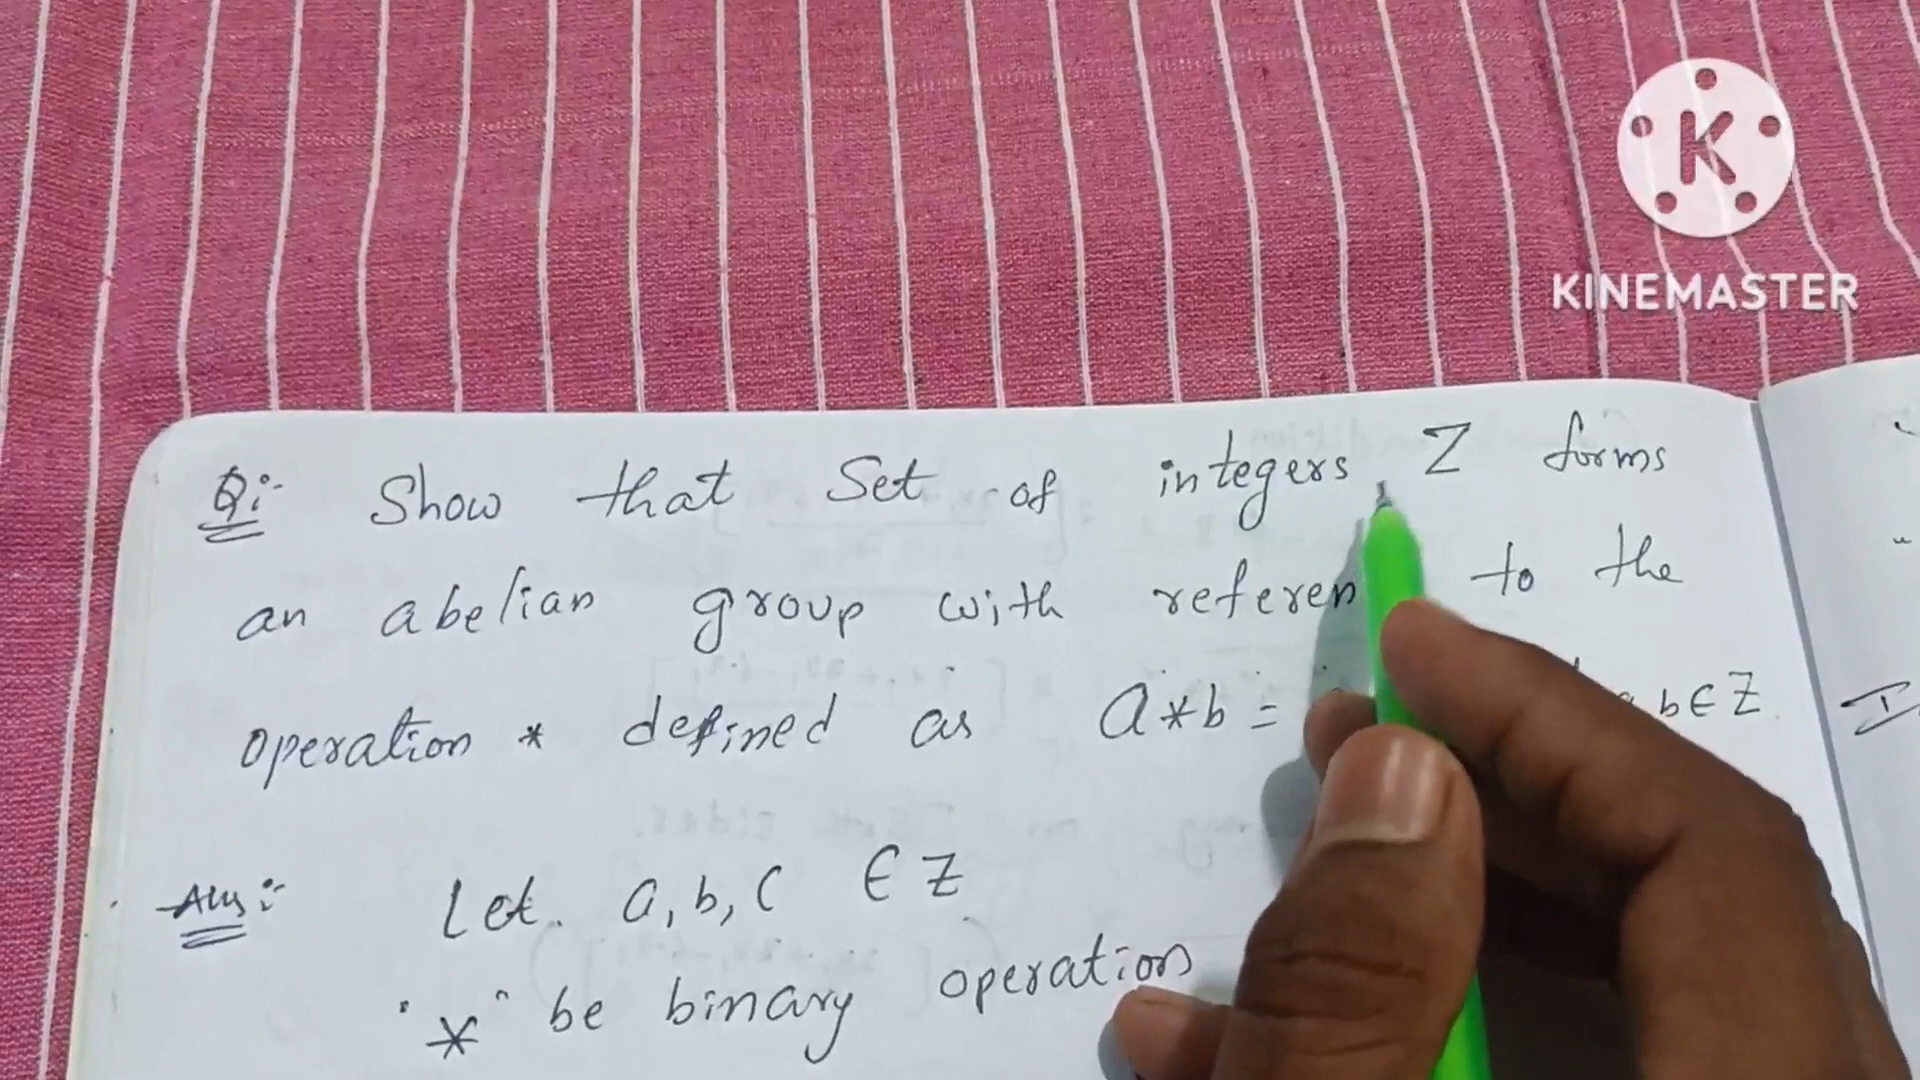 KINEMASTER
Q:- Show that Set of integers, Z forms
an abelian group with referen to the
operation * defined as a*b = b∈Z
Ans:- Let. a, b, c ∈ Z
"*" be binary operation